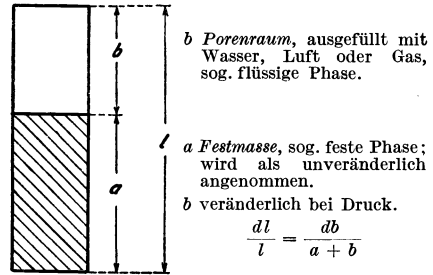 b
a
l
b Porenraum, ausgefüllt mit
Wasser, Luft oder Gas,
sog. flüssige Phase.
a Festmasse, sog. feste Phase;
wird als unveränderlich
angenommen.
b veränderlich bei Druck.
dl/l = db/(a + b)